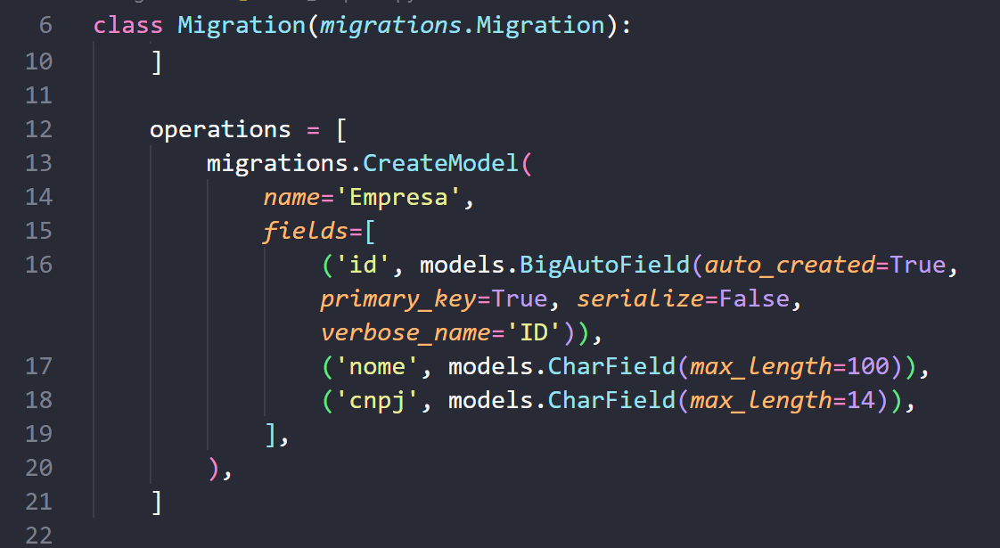 6 class Migration(migrations.Migration):
10 ]
11
12 operations = [
13 migrations.CreateModel(
14 name='Empresa',
15 fields=[
16 ('id', models.BigAutoField(auto_created=True,
primary_key=True, serialize=False,
verbose_name='ID')),
17 ('nome', models.CharField(max_length=100)),
18 ('cnpj', models.CharField(max_length=14)),
19 ],
20 ),
21 ]
22